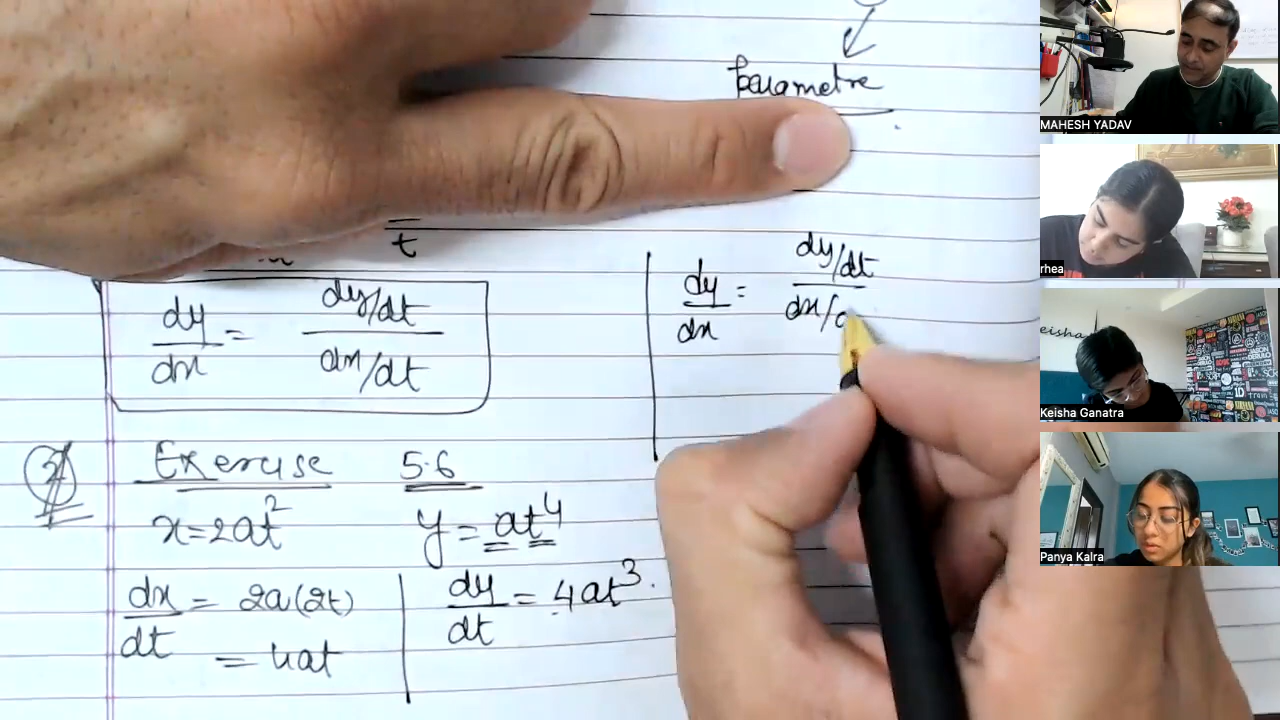 parametre
t
dy/dx = dy/dt / dx/dt
dy/dx = dy/dt / dx/
Exercise 5.6
x=2at² y = at⁴
dx/dt = 2a(2t)
= 4at
dy/dt = 4at³.
MAHESH YADAV
rhea
Keisha Ganatra
Panya Kalra